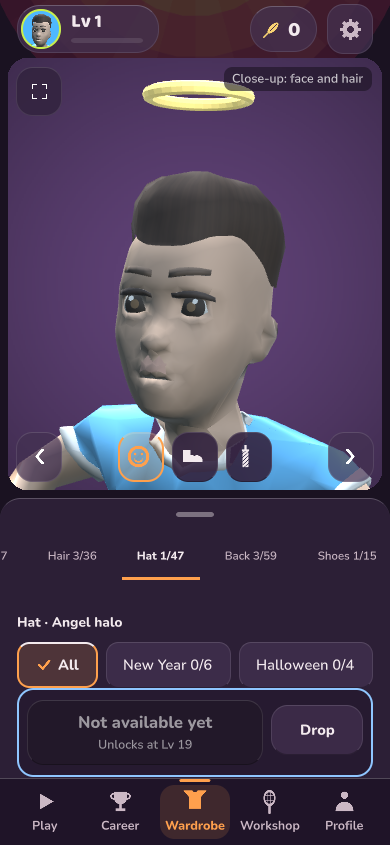 Lv 1
0
Close-up: face and hair
7
Hair 3/36
Hat 1/47
Back 3/59
Shoes 1/15
Hat · Angel halo
All
New Year 0/6
Halloween 0/4
Not available yet
Unlocks at Lv 19
Drop
Play
Career
Wardrobe
Workshop
Profile